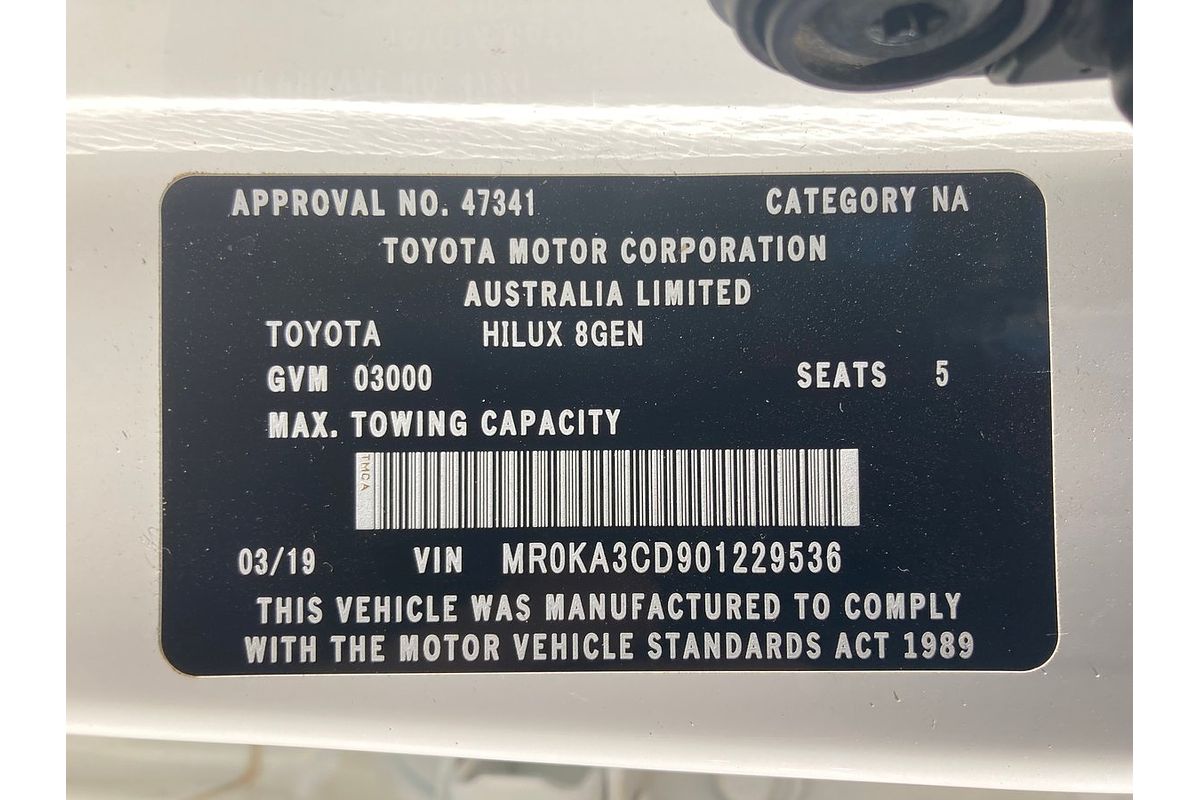 APPROVAL NO. 47341 CATEGORY NA
TOYOTA MOTOR CORPORATION
AUSTRALIA LIMITED
TOYOTA HILUX 8GEN
GVM 03000 SEATS 5
MAX. TOWING CAPACITY
TMCA
03/19 VIN MR0KA3CD901229536
THIS VEHICLE WAS MANUFACTURED TO COMPLY
WITH THE MOTOR VEHICLE STANDARDS ACT 1989